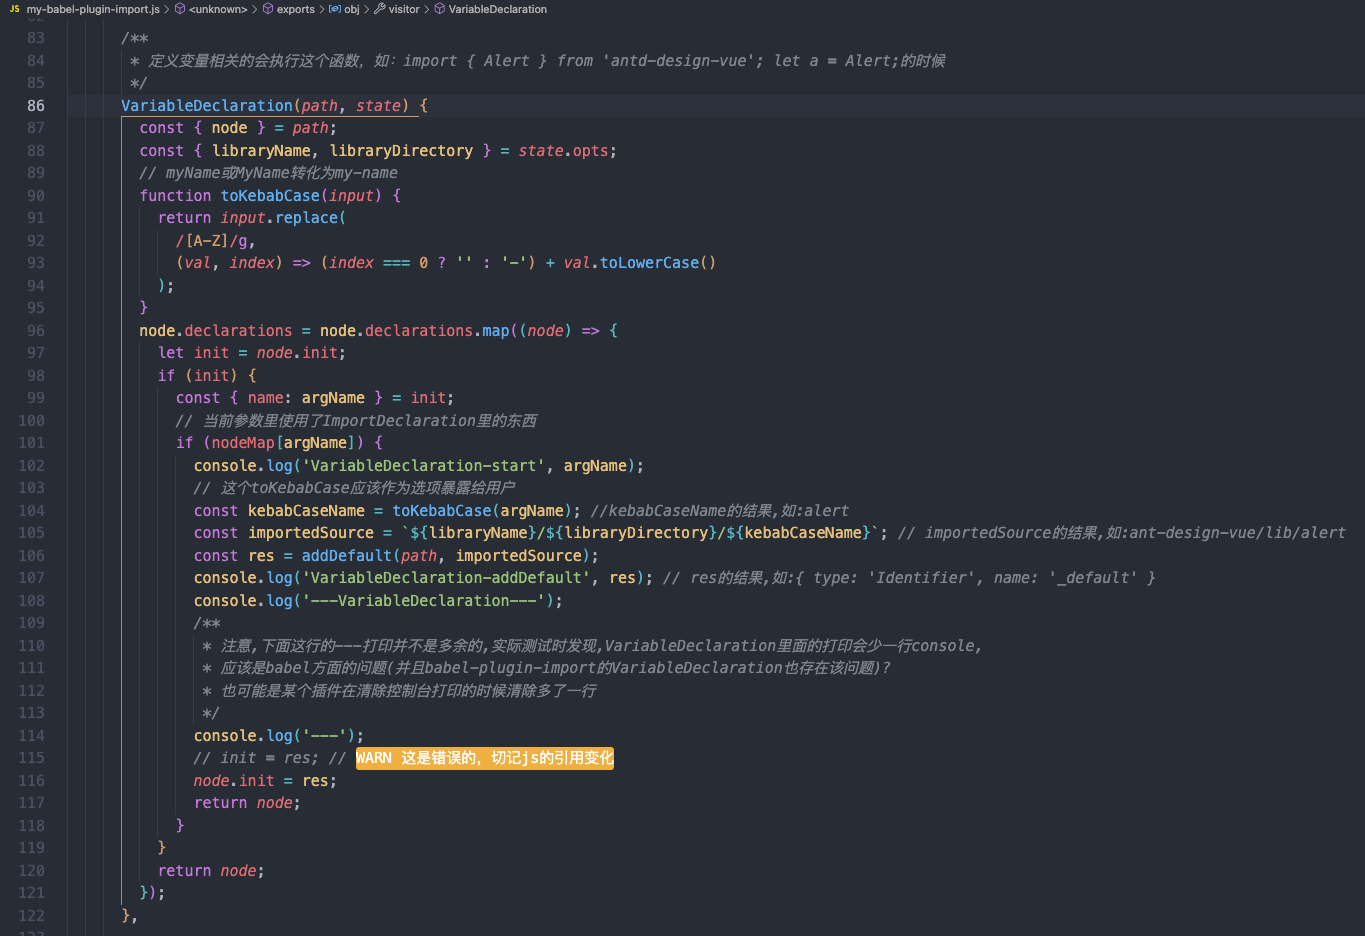 JS my-babel-plugin-import.js > <unknown> > exports > obj > visitor > VariableDeclaration
83 /**
84 * 定义变量相关的会执行这个函数，如：import { Alert } from 'antd-design-vue'; let a = Alert;的时候
85 */
86 VariableDeclaration(path, state) {
87 const { node } = path;
88 const { libraryName, libraryDirectory } = state.opts;
89 // myName或MyName转化为my-name
90 function toKebabCase(input) {
91 return input.replace(
92 /[A-Z]/g,
93 (val, index) => (index === 0 ? '' : '-') + val.toLowerCase()
94 );
95 }
96 node.declarations = node.declarations.map((node) => {
97 let init = node.init;
98 if (init) {
99 const { name: argName } = init;
100 // 当前参数里使用了ImportDeclaration里的东西
101 if (nodeMap[argName]) {
102 console.log('VariableDeclaration-start', argName);
103 // 这个toKebabCase应该作为选项暴露给用户
104 const kebabCaseName = toKebabCase(argName); //kebabCaseName的结果,如:alert
105 const importedSource = `${libraryName}/${libraryDirectory}/${kebabCaseName}`; // importedSource的结果,如:ant-design-vue/lib/alert
106 const res = addDefault(path, importedSource);
107 console.log('VariableDeclaration-addDefault', res); // res的结果,如:{ type: 'Identifier', name: '_default' }
108 console.log('---VariableDeclaration---');
109 /**
110 * 注意,下面这行的---打印并不是多余的,实际测试时发现,VariableDeclaration里面的打印会少一行console,
111 * 应该是babel方面的问题(并且babel-plugin-import的VariableDeclaration也存在该问题)?
112 * 也可能是某个插件在清除控制台打印的时候清除多了一行
113 */
114 console.log('---');
115 // init = res; // WARN 这是错误的，切记js的引用变化
116 node.init = res;
117 return node;
118 }
119 }
120 return node;
121 });
122 },